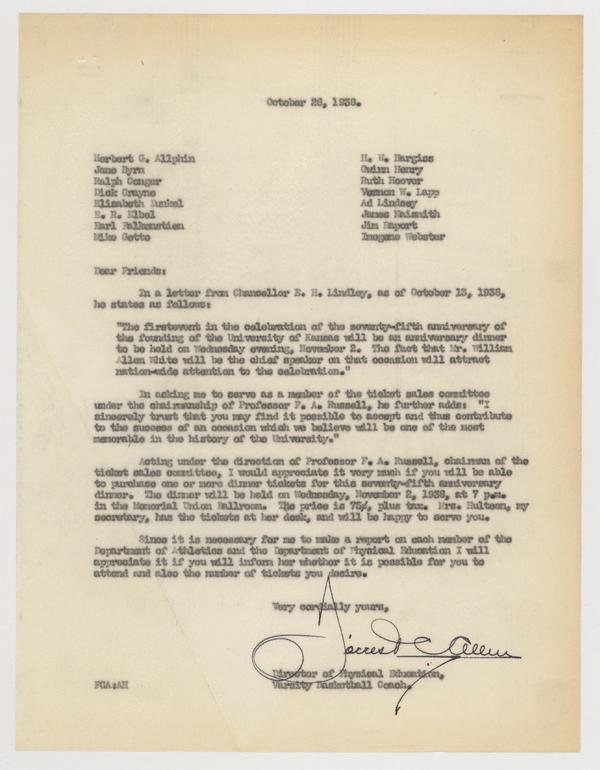 October 26, 1938.
Herbert G. Allphin
Jane Byrn
Ralph Conger
Dick Crayne
Elizabeth Dunkel
E. R. Elbel
Earl Falkenstien
Mike Getto
H. W. Hargiss
Guinn Henry
Ruth Hoover
Vernon W. Lapp
Ad Lindsey
James Naismith
Jim Raport
Imogene Webster
Dear Friends:
In a letter from Chancellor E. H. Lindley, as of October 13, 1938,
he states as follows:
"The firstevent in the celebration of the seventy-fifth anniversary of
the founding of the University of Kansas will be an anniversary dinner
to be held on Wednesday evening, November 2. The fact that Mr. William
Allen White will be the chief speaker on that occasion will attract
nation-wide attention to the celebration."
In asking me to serve as a member of the ticket sales committee
under the chairmanship of Professor F. A. Russell, he further adds: "I
sincerely trust that you may find it possible to accept and thus contribute
to the success of an occasion which we believe will be one of the most
memorable in the history of the University."
Acting under the direction of Professor F. A. Russell, chairman of the
ticket sales committee, I would appreciate it very much if you will be able
to purchase one or more dinner tickets for this seventy-fifth anniversary
dinner. The dinner will be held on Wednesday, November 2, 1938, at 7 p.m.
in the Memorial Union Ballroom. The price is 75¢, plus tax. Mrs. Hulteen, my
secretary, has the tickets at her desk, and will be happy to serve you.
Since it is necessary for me to make a report on each member of the
Department of Athletics and the Department of Physical Education I will
appreciate it if you will inform her whether it is possible for you to
attend and also the number of tickets you desire.
Very cordially yours,
Forrest C. Allen
Director of Physical Education,
Varsity Basketball Coach.
FCA:AH